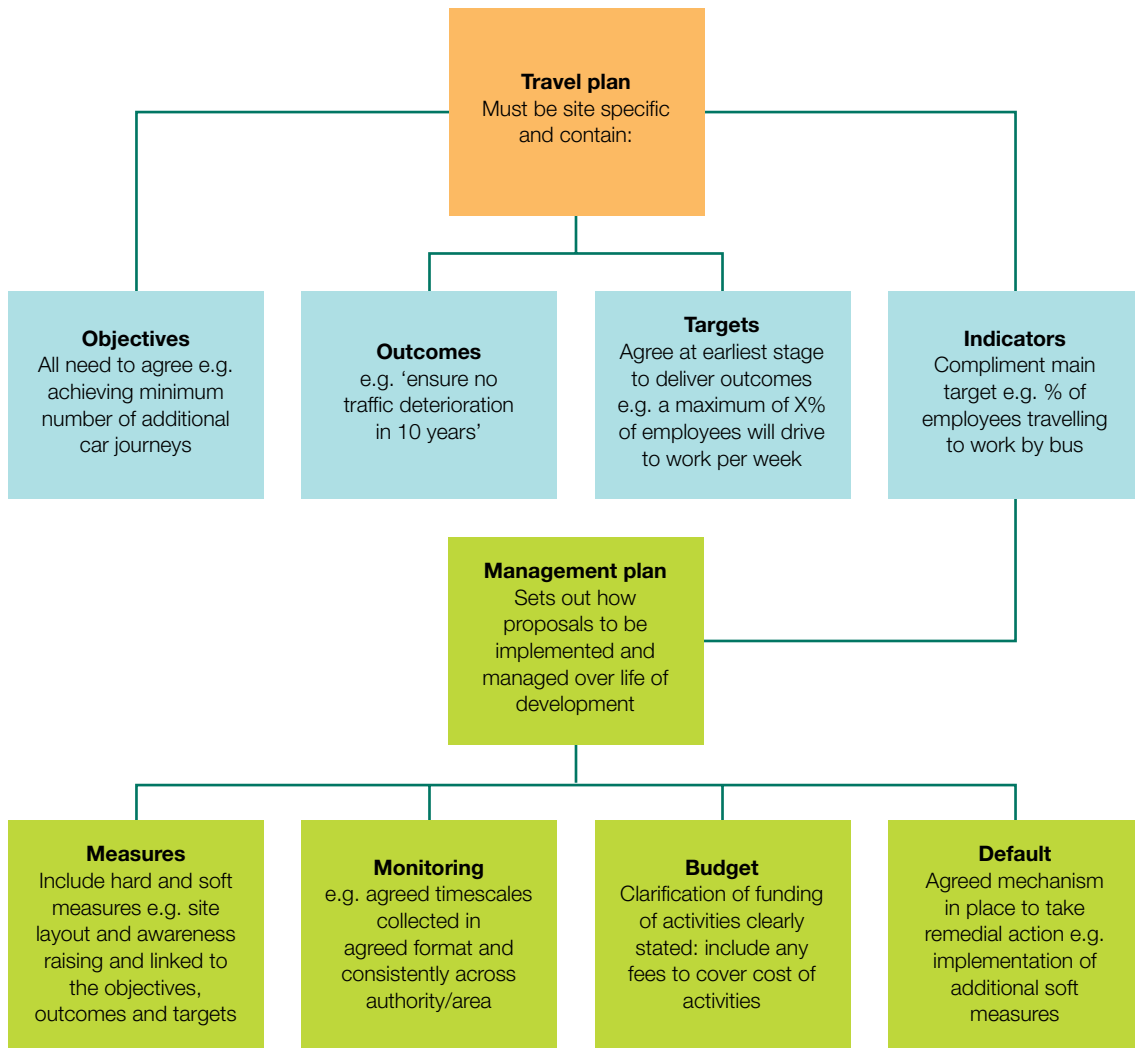 Travel plan
Must be site specific
and contain:
Objectives
All need to agree e.g.
achieving minimum
number of additional
car journeys
Outcomes
e.g. ‘ensure no
traffic deterioration
in 10 years’
Targets
Agree at earliest stage
to deliver outcomes
e.g. a maximum of X%
of employees will drive
to work per week
Indicators
Compliment main
target e.g. % of
employees travelling
to work by bus
Management plan
Sets out how
proposals to be
implemented and
managed over life of
development
Measures
Include hard and soft
measures e.g. site
layout and awareness
raising and linked to
the objectives,
outcomes and targets
Monitoring
e.g. agreed timescales
collected in
agreed format and
consistently across
authority/area
Budget
Clarification of funding
of activities clearly
stated: include any
fees to cover cost of
activities
Default
Agreed mechanism
in place to take
remedial action e.g.
implementation of
additional soft
measures